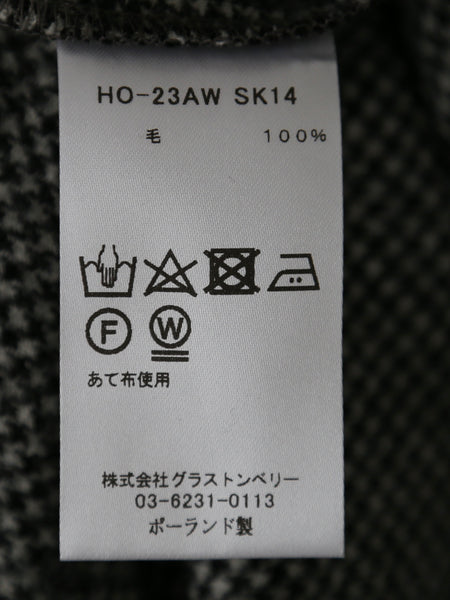 HO-23AW SK14
毛 100%
F W
あて布使用
株式会社グラストンベリー
03-6231-0113
ポーランド製